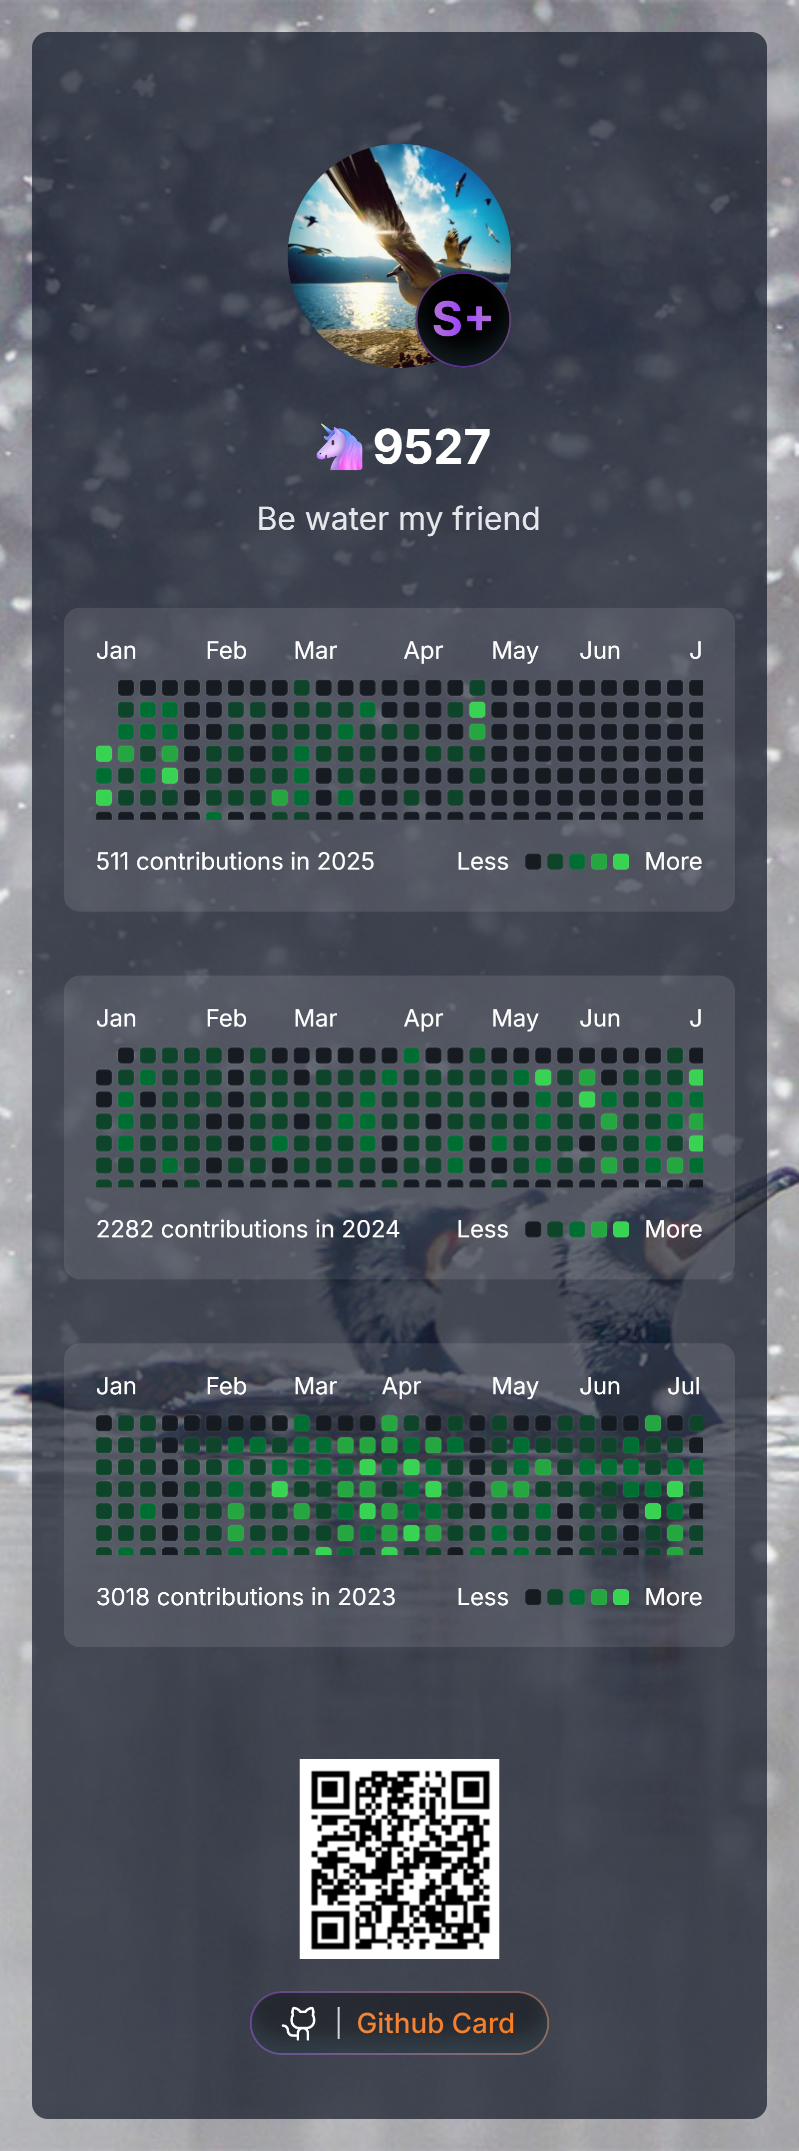 S+
🦄 9527
Be water my friend
Jan Feb Mar Apr May Jun J
511 contributions in 2025 Less More
Jan Feb Mar Apr May Jun J
2282 contributions in 2024 Less More
Jan Feb Mar Apr May Jun Jul
3018 contributions in 2023 Less More
Github Card